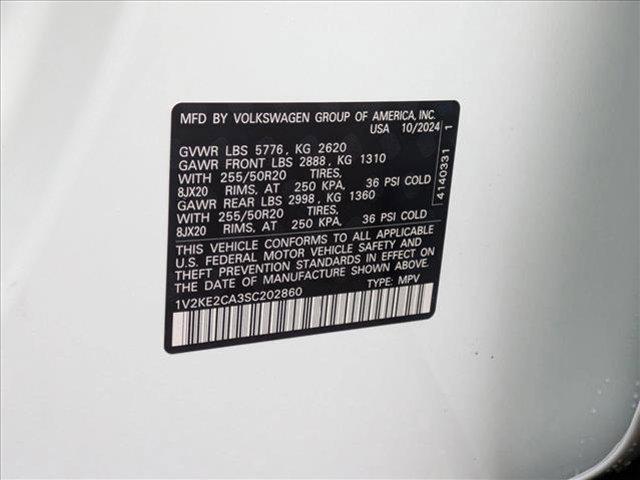 MFD BY VOLKSWAGEN GROUP OF AMERICA, INC.
USA 10/2024
GVWR LBS 5776, KG 2620
GAWR FRONT LBS 2888, KG 1310
WITH 255/50R20 TIRES,
8JX20 RIMS, AT 250 KPA, 36 PSI COLD
GAWR REAR LBS 2998, KG 1360
WITH 255/50R20 TIRES,
8JX20 RIMS, AT 250 KPA, 36 PSI COLD
THIS VEHICLE CONFORMS TO ALL APPLICABLE
U.S. FEDERAL MOTOR VEHICLE SAFETY AND
THEFT PREVENTION STANDARDS IN EFFECT ON
THE DATE OF MANUFACTURE SHOWN ABOVE.
1V2KE2CA3SC202860 TYPE: MPV
4140331 1